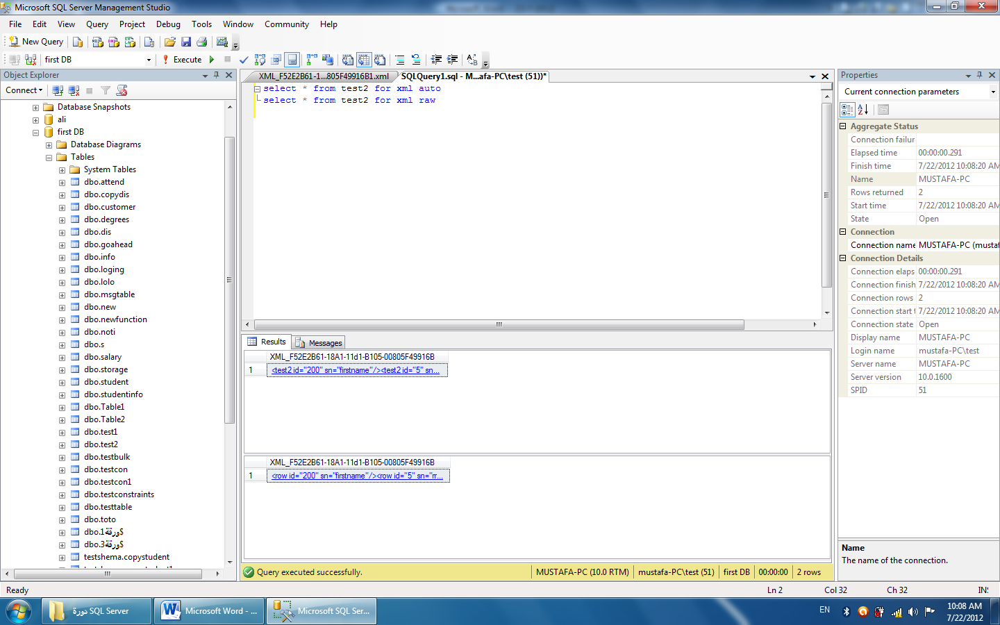 Microsoft SQL Server Management Studio
File Edit View Query Project Debug Tools Window Community Help
New Query
first DB
Execute
Object Explorer
Connect
Database Snapshots
ali
first DB
Database Diagrams
Tables
System Tables
dbo.attend
dbo.copydis
dbo.customer
dbo.degrees
dbo.dis
dbo.goahead
dbo.info
dbo.loging
dbo.lolo
dbo.msgtable
dbo.new
dbo.newfunction
dbo.noti
dbo.s
dbo.salary
dbo.storage
dbo.student
dbo.studentinfo
dbo.Table1
dbo.Table2
dbo.test1
dbo.test2
dbo.testbulk
dbo.testcon
dbo.testcon1
dbo.testconstraints
dbo.testtable
dbo.toto
dbo.ورقة1$
dbo.ورقة3$
testshema.copystudent
XML_F52E2B61-1...805F49916B1.xml
SQLQuery1.sql - M...afa-PC\test (51))*
select * from test2 for xml auto
select * from test2 for xml raw
Results
Messages
XML_F52E2B61-18A1-11d1-B105-00805F49916B
1 <test2 id="200" sn="firstname"/><test2 id="5" sn...
XML_F52E2B61-18A1-11d1-B105-00805F49916B
1 <row id="200" sn="firstname"/><row id="5" sn="m...
Query executed successfully.
MUSTAFA-PC (10.0 RTM)
mustafa-PC\test (51)
first DB
00:00:00
2 rows
Properties
Current connection parameters
Aggregate Status
Connection failur
Elapsed time 00:00:00.291
Finish time 7/22/2012 10:08:20 AM
Name MUSTAFA-PC
Rows returned 2
Start time 7/22/2012 10:08:20 AM
State Open
Connection
Connection name MUSTAFA-PC (mustaf
Connection Details
Connection elaps 00:00:00.291
Connection finish 7/22/2012 10:08:20 AM
Connection rows 2
Connection start t 7/22/2012 10:08:20 AM
Connection state Open
Display name MUSTAFA-PC
Login name mustafa-PC\test
Server name MUSTAFA-PC
Server version 10.0.1600
SPID 51
Name
The name of the connection.
Ready
Ln 2
Col 32
Ch 32
INS
دورة SQL Server
Microsoft Word - ...
Microsoft SQL Ser...
EN
10:08 AM
7/22/2012